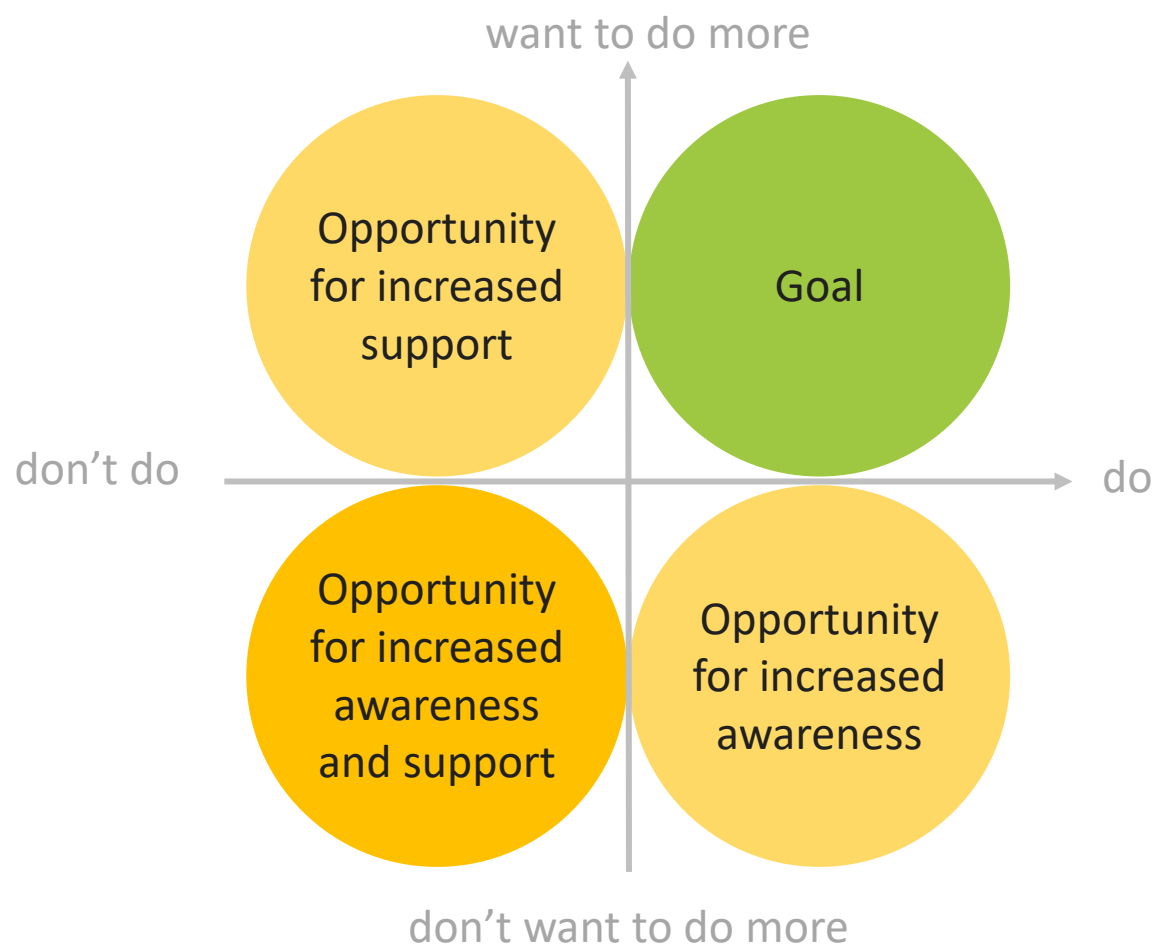 want to do more
Opportunity
for increased
support
Goal
don’t do
do
Opportunity
for increased
awareness
and support
Opportunity
for increased
awareness
don’t want to do more